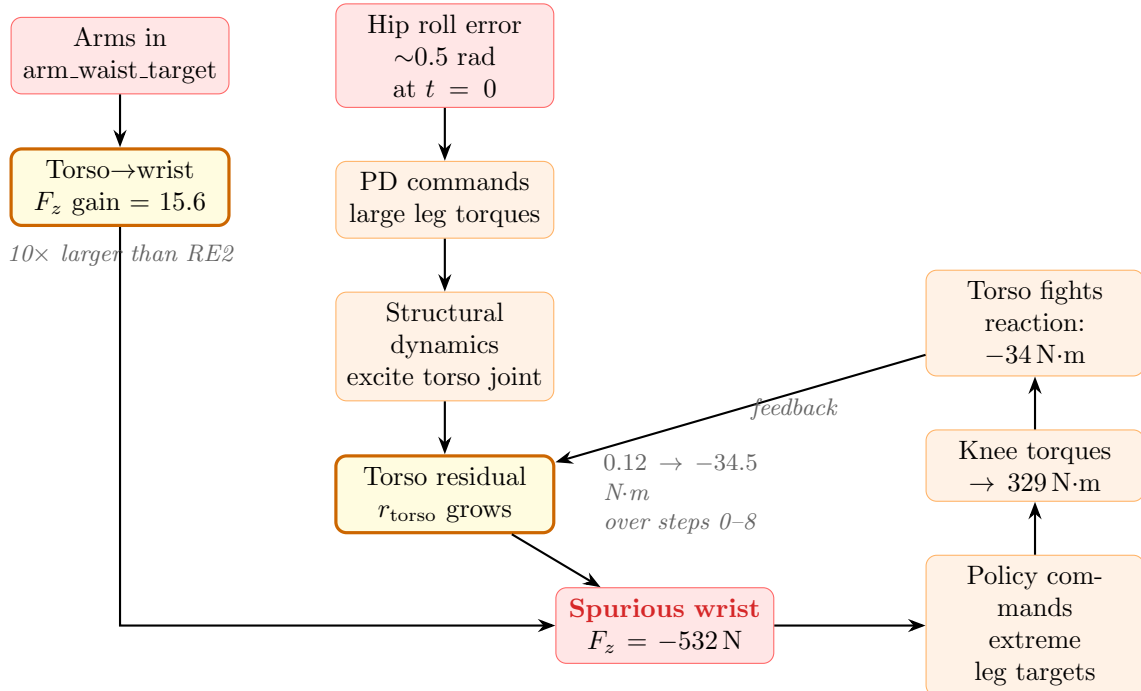 Arms in
arm_waist_target
Torso→wrist
F_z gain = 15.6
10× larger than RE2
Hip roll error
∼0.5 rad
at t = 0
PD commands
large leg torques
Structural
dynamics
excite torso joint
Torso residual
r_torso grows
0.12 → −34.5
N·m
over steps 0–8
feedback
Spurious wrist
F_z = −532 N
Policy com-
mands
extreme
leg targets
Knee torques
→ 329 N·m
Torso fights
reaction:
−34 N·m